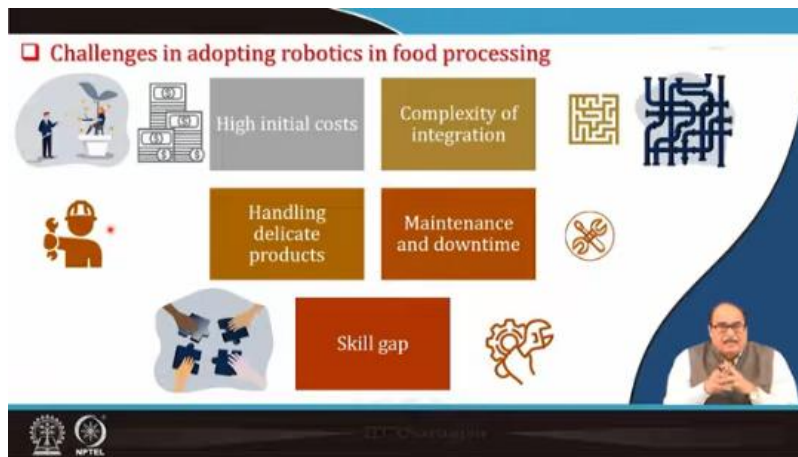 Challenges in adopting robotics in food processing
High initial costs
Complexity of
integration
Handling
delicate
products
Maintenance
and downtime
Skill gap
NPTEL